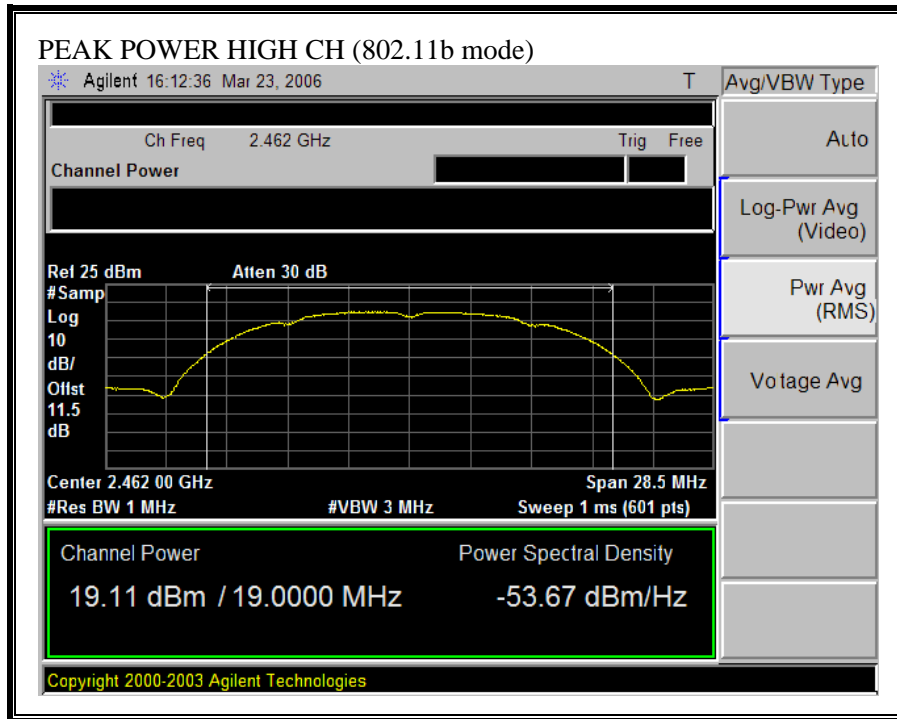 PEAK POWER HIGH CH (802.11b mode)
Agilent 16:12:36 Mar 23, 2006 T
Avg/VBW Type
Ch Freq 2.462 GHz Trig Free
Channel Power
Auto
Log-Pwr Avg
(Video)
Pwr Avg
(RMS)
Voltage Avg
Ref 25 dBm Atten 30 dB
#Samp
Log
10
dB/
Offst
11.5
dB
Center 2.462 00 GHz Span 28.5 MHz
#Res BW 1 MHz #VBW 3 MHz Sweep 1 ms (601 pts)
Channel Power Power Spectral Density
19.11 dBm / 19.0000 MHz -53.67 dBm/Hz
Copyright 2000-2003 Agilent Technologies